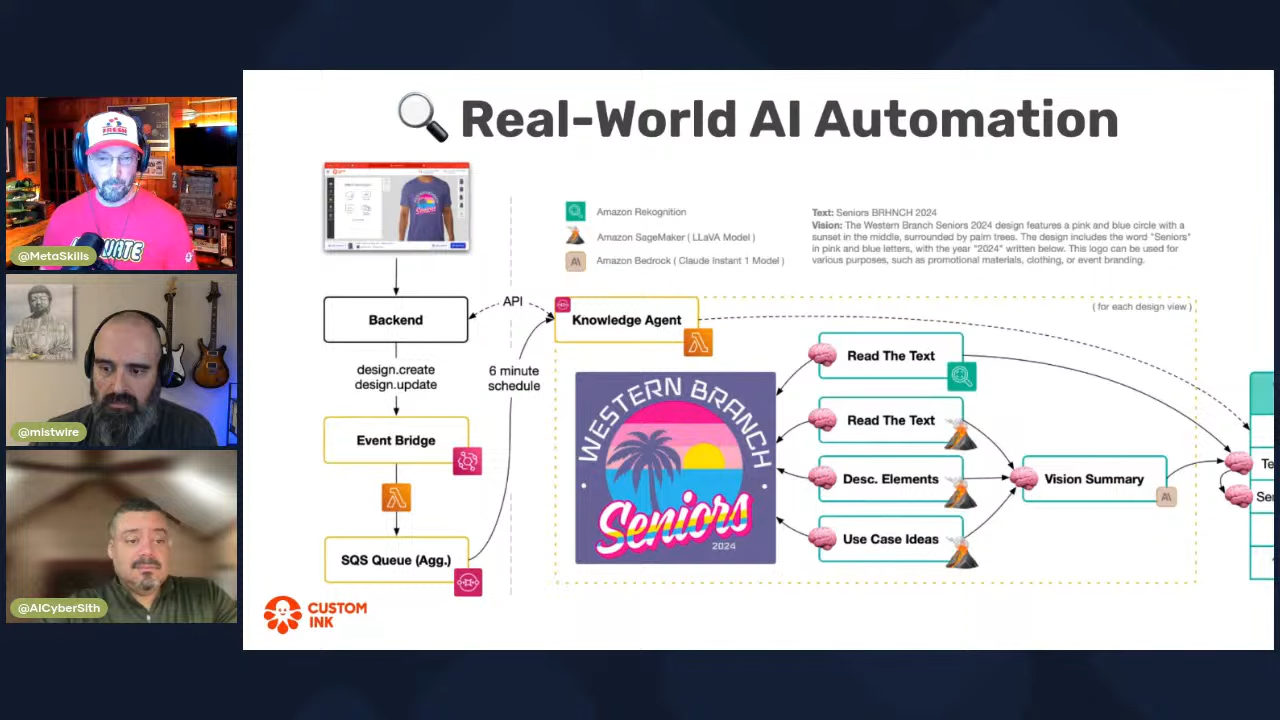 🔍 Real-World AI Automation
Amazon Rekognition
Amazon SageMaker ( LLaVA Model )
Amazon Bedrock ( Claude Instant 1 Model )
Text: Seniors BRHNCH 2024
Vision: The Western Branch Seniors 2024 design features a pink and blue circle with a
sunset in the middle, surrounded by palm trees. The design includes the word "Seniors"
in pink and blue letters, with the year "2024" written below. This logo can be used for
various purposes, such as promotional materials, clothing, or event branding.
Backend
API
Knowledge Agent
( for each design view )
design.create
design.update
6 minute
schedule
Event Bridge
SQS Queue (Agg.)
WESTERN BRANCH
Seniors
2024
Read The Text
Read The Text
Desc. Elements
Use Case Ideas
Vision Summary
CUSTOM
INK
FRESH
@MetaSkills
@mistwire
@AICyberSith